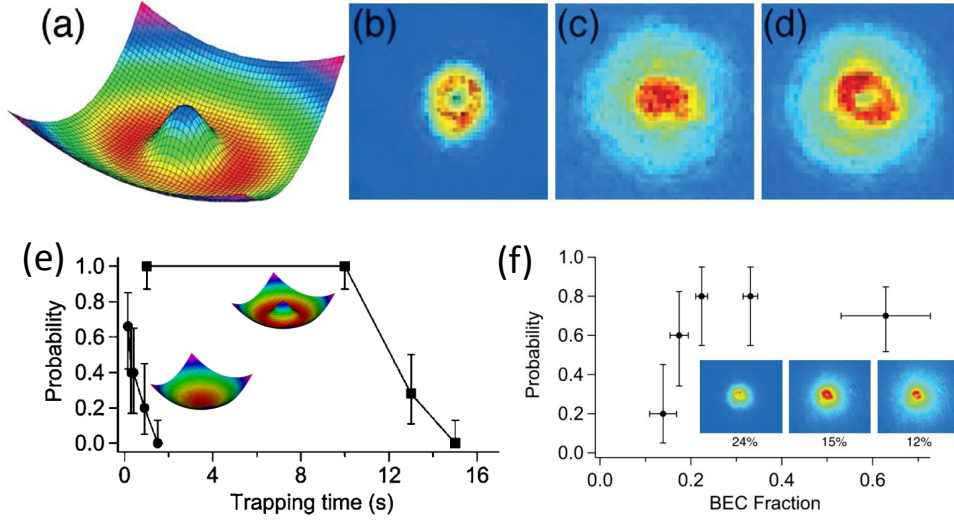 (a)
(b)
(c)
(d)
(e)
Probability
1.0
0.8
0.6
0.4
0.2
0.0
0 4 8 12 16
Trapping time (s)
(f)
Probability
1.0
0.8
0.6
0.4
0.2
0.0
24% 15% 12%
0.0 0.2 0.4 0.6
BEC Fraction